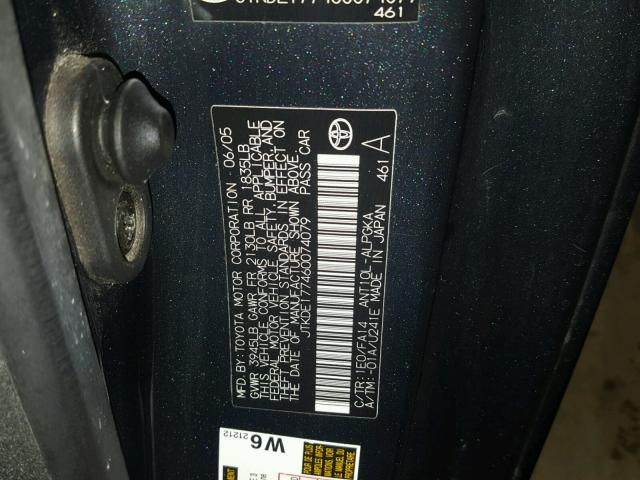 461
MFD.BY:TOYOTA MOTOR CORPORATION 06/05
GVWR 3945LB GAWR FR 2130LB RR 1835LB
THIS VEHICLE CONFORMS TO ALL APPLICABLE
FEDERAL MOTOR VEHICLE SAFETY,BUMPER,AND
THEFT PREVENTION STANDARDS IN EFFECT ON
THE DATE OF MANUFACTURE SHOWN ABOVE.
JTKDE177460074079 PASS CAR
C/TR:1E0/FA14 ANT10L-ALPGKA
A/TM:-01A/U241E MADE IN JAPAN
461 A
W6
21212